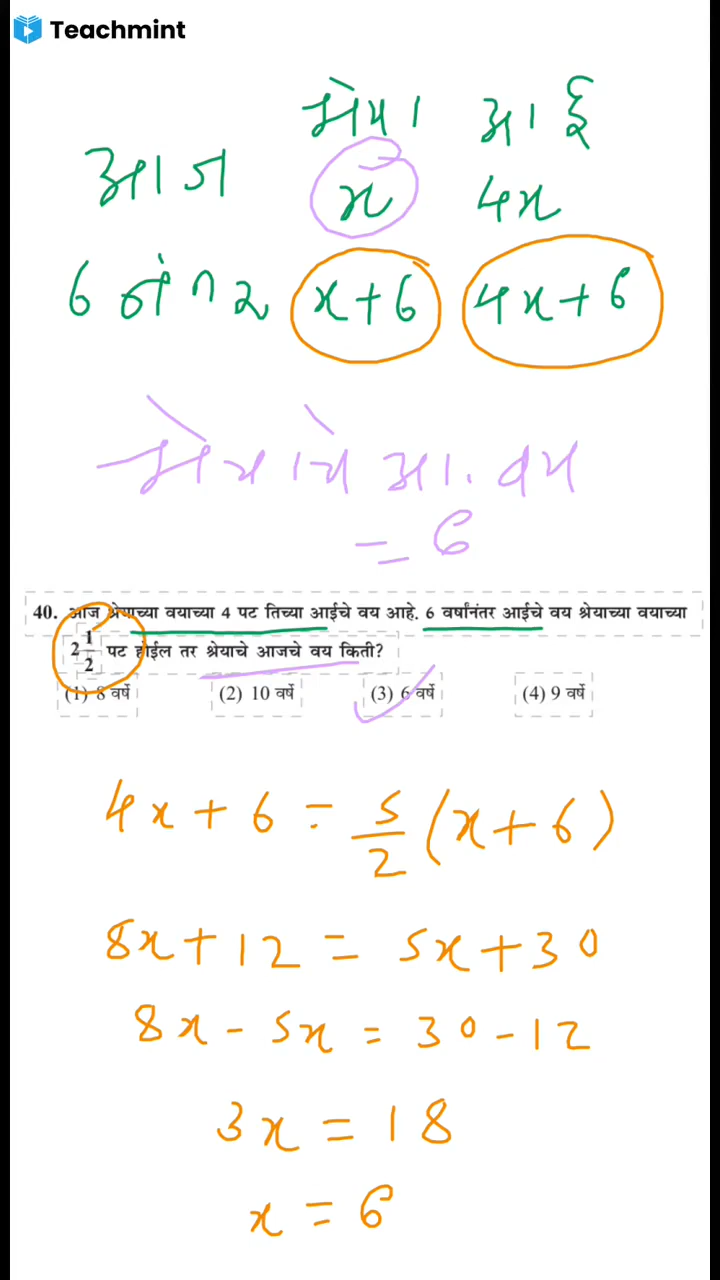 Teachmint
श्रेया आई
आज x 4x
6 नंतर x+6 4x+6
श्रेयाचे आ. वय
= 6
40. आज श्रेयाच्या वयाच्या 4 पट तिच्या आईचे वय आहे. 6 वर्षांनंतर आईचे वय श्रेयाच्या वयाच्या
2 1/2 पट होईल तर श्रेयाचे आजचे वय किती?
(1) 8 वर्षे (2) 10 वर्षे (3) 6 वर्षे (4) 9 वर्षे
4x + 6 = 5/2 (x + 6)
8x + 12 = 5x + 30
8x - 5x = 30 - 12
3x = 18
x = 6